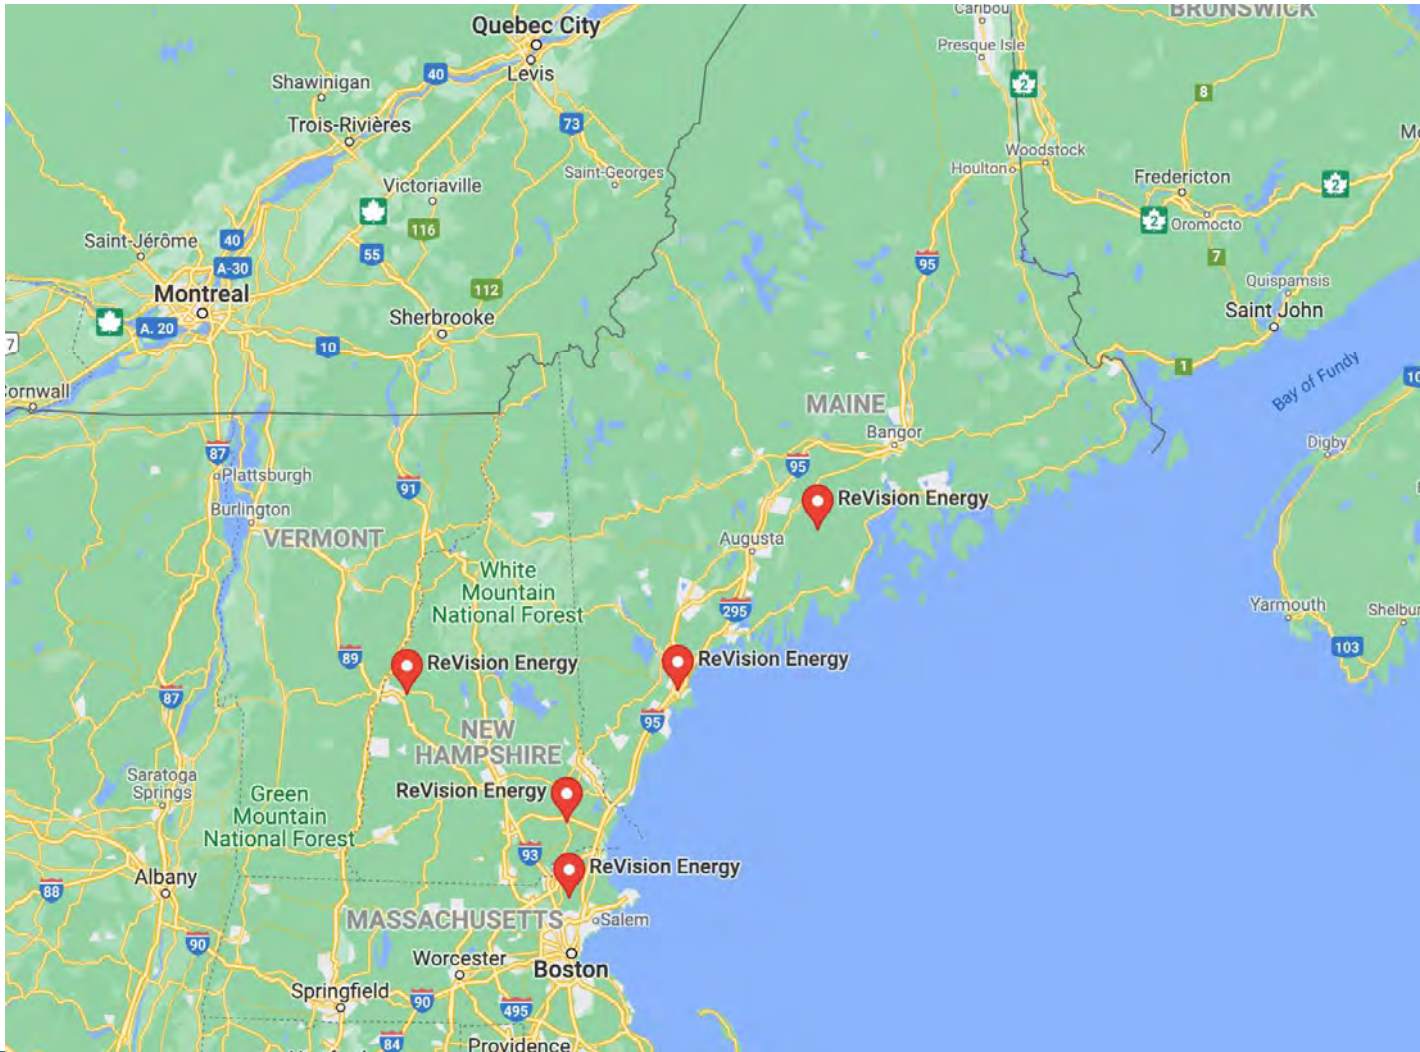 Quebec City
Levis
40
Shawinigan
Trois-Rivières
73
Saint-Georges
Victoriaville
116
Saint-Jérôme
40
55
A-30
Montreal
112
A. 20
7
Sherbrooke
10
Caribou
BRUNSWICK
Presque Isle
2
8
Woodstock
Houlton
Fredericton
2
2
Oromocto
95
7
Quispamsis
Saint John
1
Bay of Fundy
10
Digby
MAINE
Bangor
95
ReVision Energy
Augusta
87
Plattsburgh
91
Burlington
VERMONT
White
Mountain
National Forest
295
Yarmouth
103
89
ReVision Energy
ReVision Energy
87
95
NEW
HAMPSHIRE
Saratoga
Springs
Green
Mountain
National Forest
ReVision Energy
93
ReVision Energy
Albany
88
MASSACHUSETTS
Salem
90
Worcester
Boston
Springfield
90
495
84
Providence